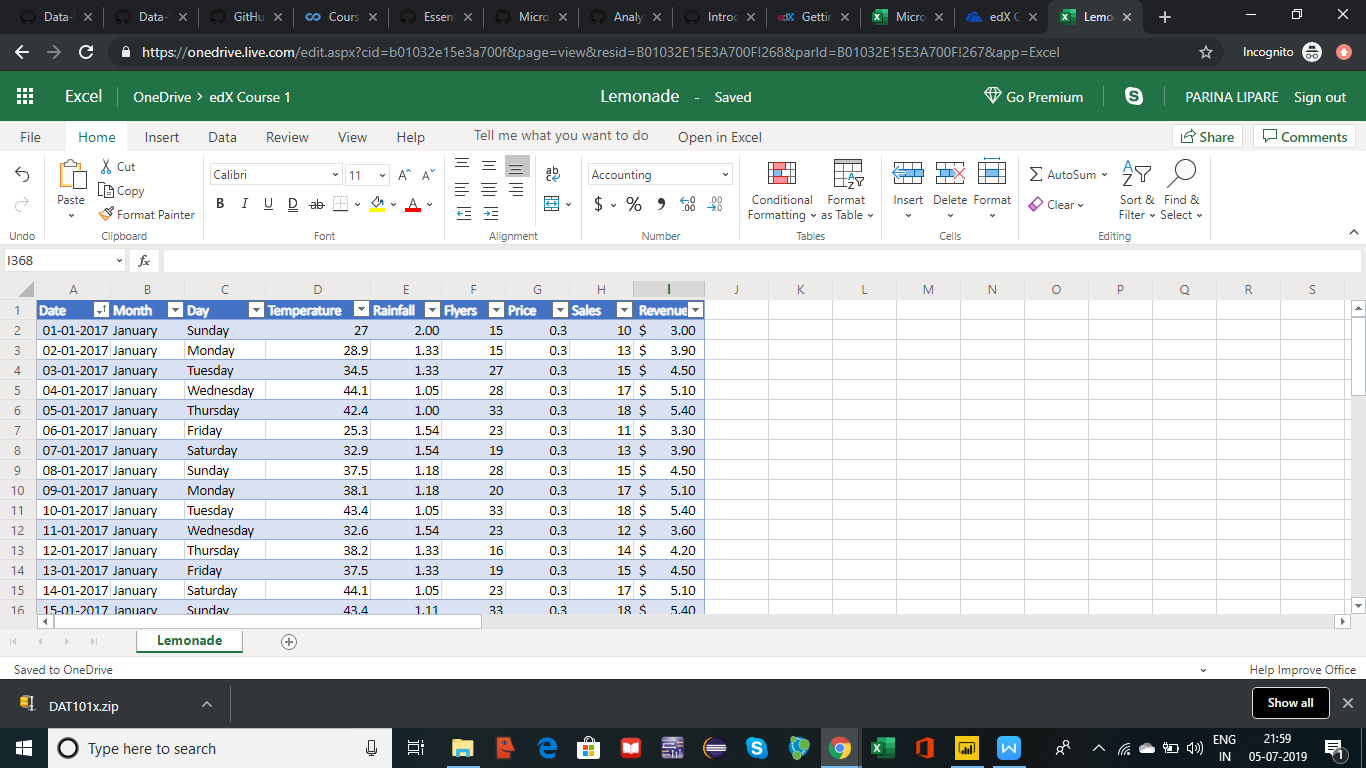 Data- Data- GitHu Cours Essen Micro Analy Introc edX Gettin Micro edX C Lemo
https://onedrive.live.com/edit.aspx?cid=b01032e15e3a700f&page=view&resid=B01032E15E3A700F!268&parId=B01032E15E3A700F!267&app=Excel Incognito
Excel OneDrive > edX Course 1 Lemonade - Saved Go Premium PARINA LIPARE Sign out
File Home Insert Data Review View Help Tell me what you want to do Open in Excel Share Comments
Paste Cut Copy Format Painter
Calibri 11
B I U D ab
ab
Accounting
$ % 9 .00 .00
Conditional Formatting Format as Table
Insert Delete Format
AutoSum Clear Sort & Filter Find & Select
Undo Clipboard Font Alignment Number Tables Cells Editing
I368 fx
A B C D E F G H I J K L M N O P Q R S
1 Date Month Day Temperature Rainfall Flyers Price Sales Revenue
2 01-01-2017 January Sunday 27 2.00 15 0.3 10 $ 3.00
3 02-01-2017 January Monday 28.9 1.33 15 0.3 13 $ 3.90
4 03-01-2017 January Tuesday 34.5 1.33 27 0.3 15 $ 4.50
5 04-01-2017 January Wednesday 44.1 1.05 28 0.3 17 $ 5.10
6 05-01-2017 January Thursday 42.4 1.00 33 0.3 18 $ 5.40
7 06-01-2017 January Friday 25.3 1.54 23 0.3 11 $ 3.30
8 07-01-2017 January Saturday 32.9 1.54 19 0.3 13 $ 3.90
9 08-01-2017 January Sunday 37.5 1.18 28 0.3 15 $ 4.50
10 09-01-2017 January Monday 38.1 1.18 20 0.3 17 $ 5.10
11 10-01-2017 January Tuesday 43.4 1.05 33 0.3 18 $ 5.40
12 11-01-2017 January Wednesday 32.6 1.54 23 0.3 12 $ 3.60
13 12-01-2017 January Thursday 38.2 1.33 16 0.3 14 $ 4.20
14 13-01-2017 January Friday 37.5 1.33 19 0.3 15 $ 4.50
15 14-01-2017 January Saturday 44.1 1.05 23 0.3 17 $ 5.10
16 15-01-2017 January Sunday 43.4 1.11 33 0.3 18 $ 5.40
Lemonade
Saved to OneDrive Help Improve Office
DAT101x.zip Show all
Type here to search ENG 21:59
IN 05-07-2019 1